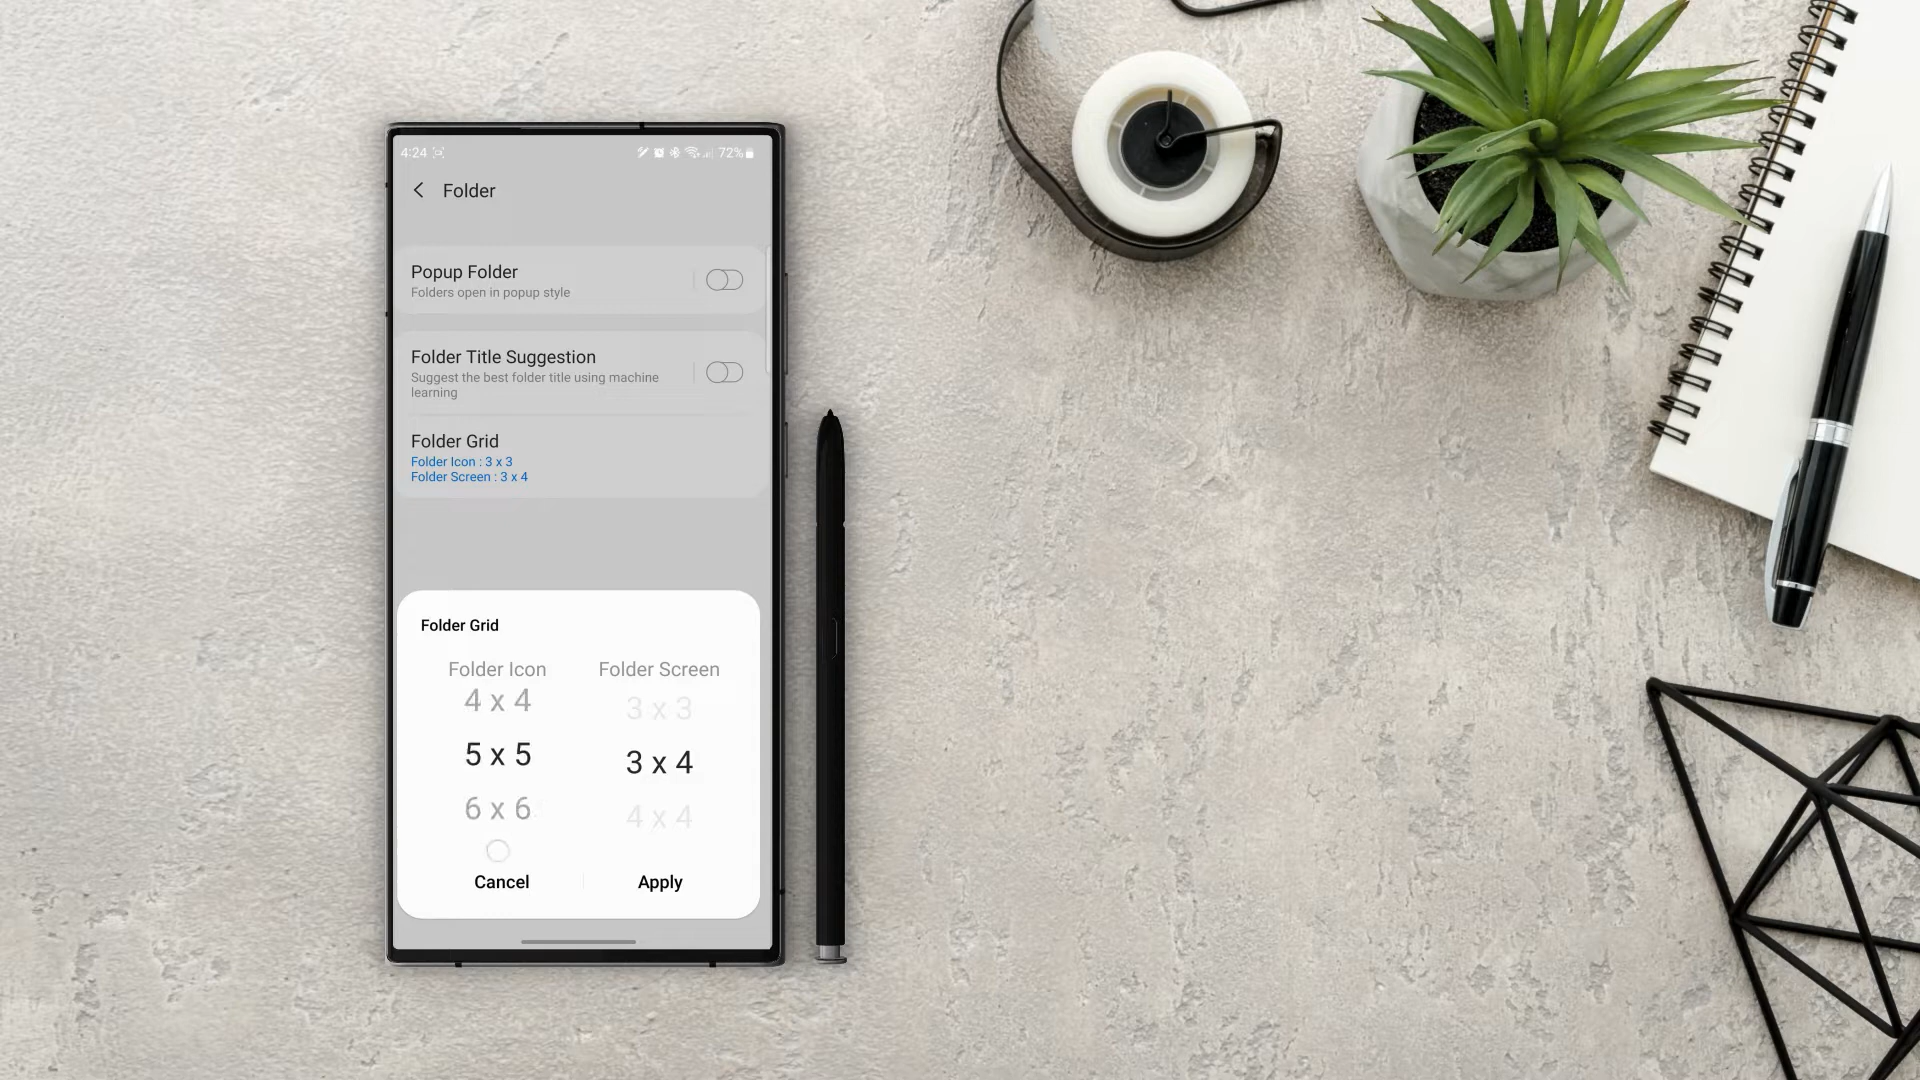 4:24
72%
Folder
Popup Folder
Folders open in popup style
Folder Title Suggestion
Suggest the best folder title using machine
learning
Folder Grid
Folder Icon : 3 x 3
Folder Screen : 3 x 4
Folder Grid
Folder Icon
Folder Screen
4 x 4
3 x 3
5 x 5
3 x 4
6 x 6
4 x 4
Cancel
Apply